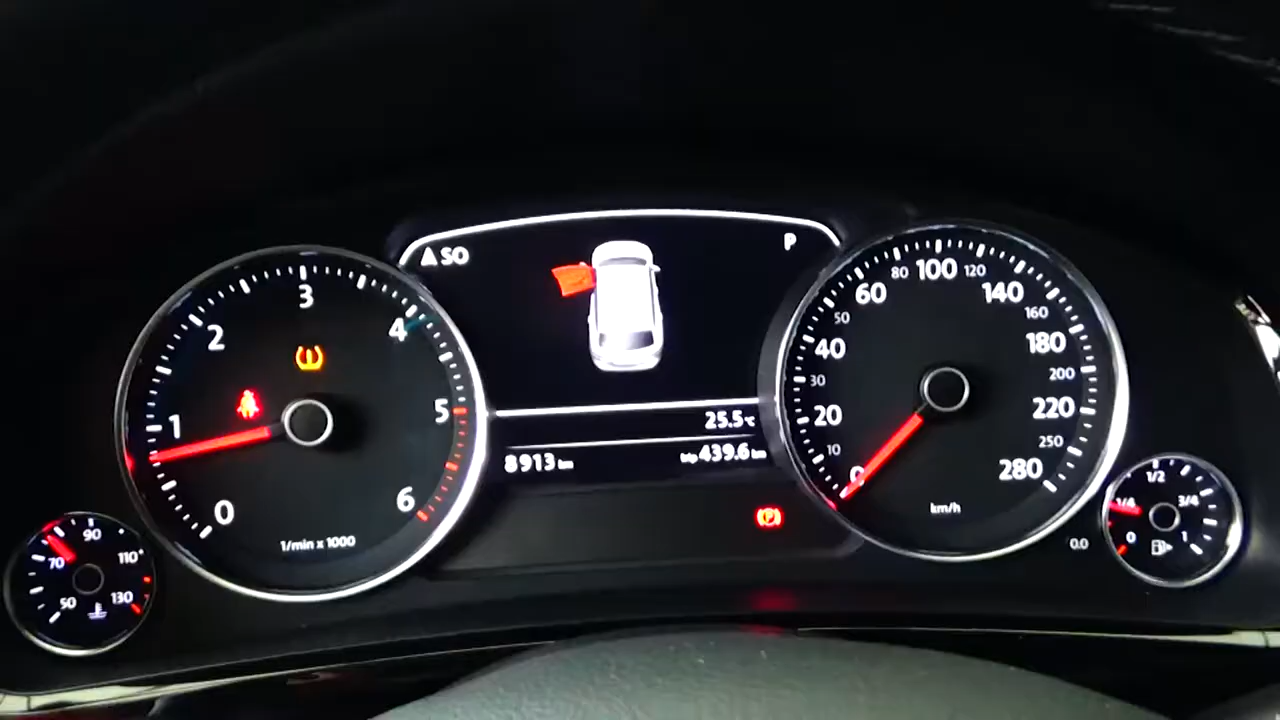 SO P
0 1 2 3 4 5 6
1/min x 1000
25.5°C
8913 km trip 439.6 km
0 10 20 30 40 50 60 80 100 120 140 160 180 200 220 250 280
km/h
50 70 90 110 130
0.0
0 1/4 1/2 3/4 1
(P)